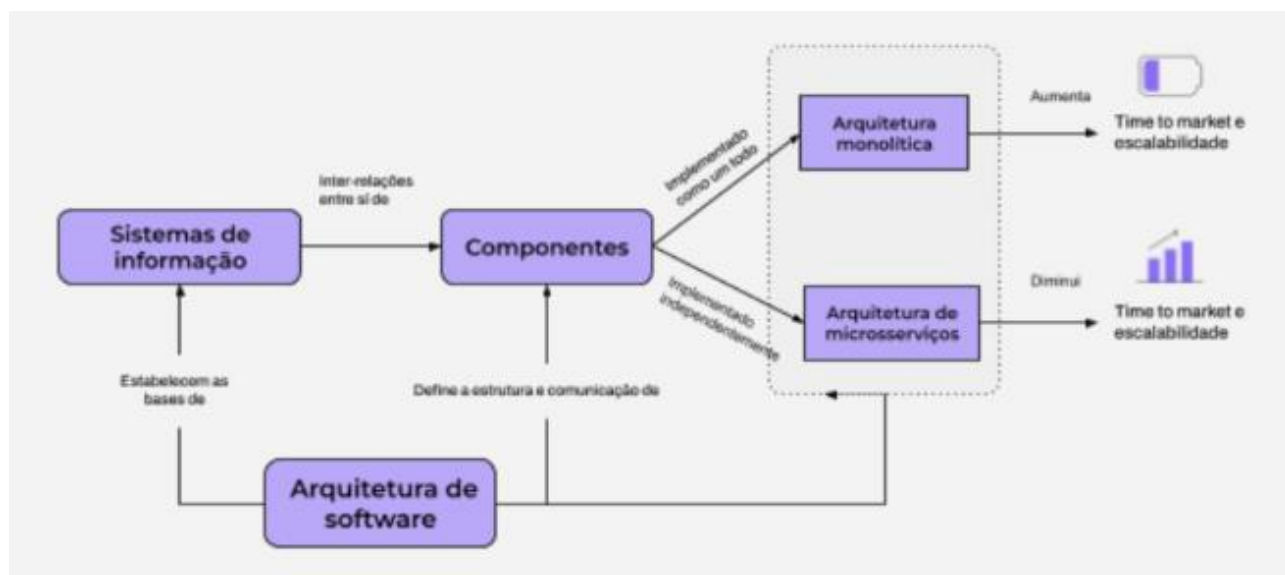 Sistemas de
informação
Inter-relações
entre si de
Componentes
Implementado
como um todo
Implementado
independentemente
Arquitetura
monolítica
Arquitetura de
microsserviços
Aumenta
Time to market e
escalabilidade
Diminui
Time to market e
escalabilidade
Estabelecem as
bases de
Define a estrutura e comunicação de
Arquitetura de
software